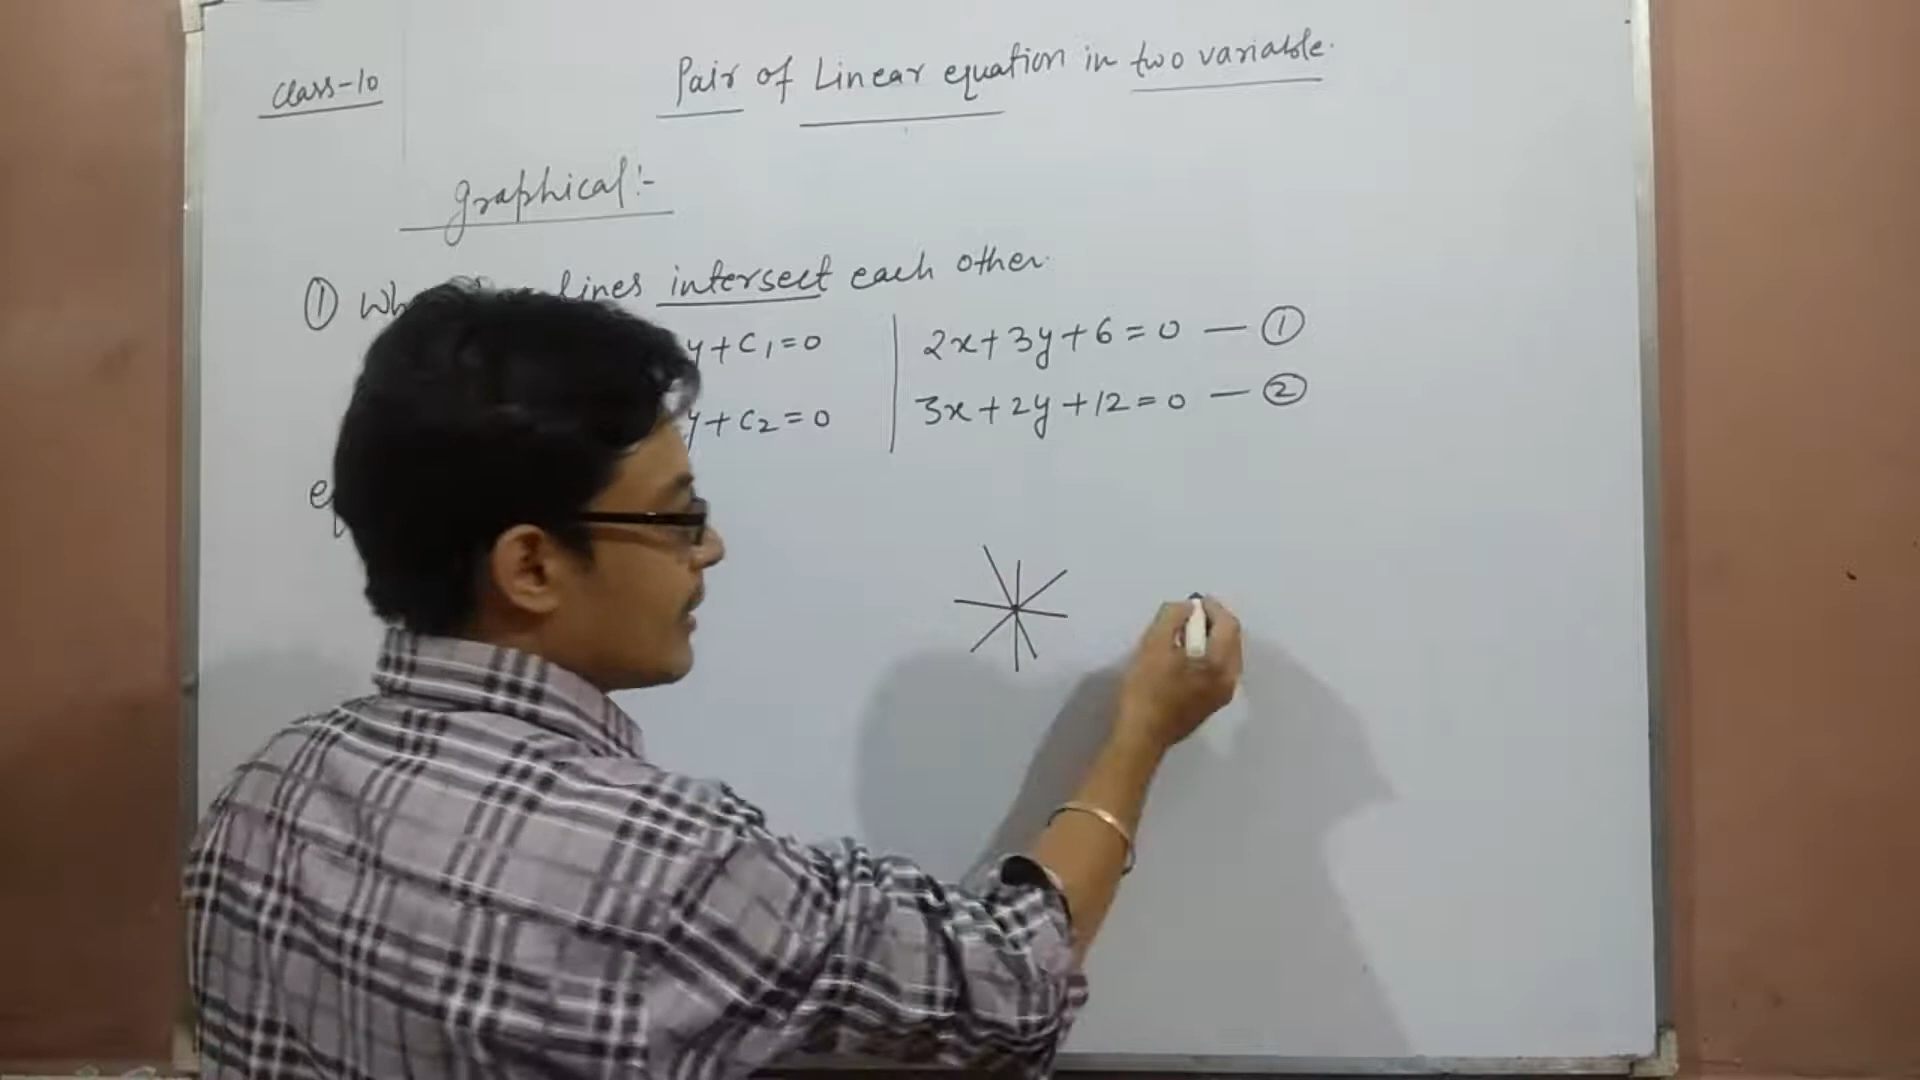 Class-10
Pair of Linear equation in two variable.
graphical:-
① lines intersect each other.
y+C₁=0
2x+3y+6=0 — ①
y+C₂=0
3x+2y+12=0 — ②